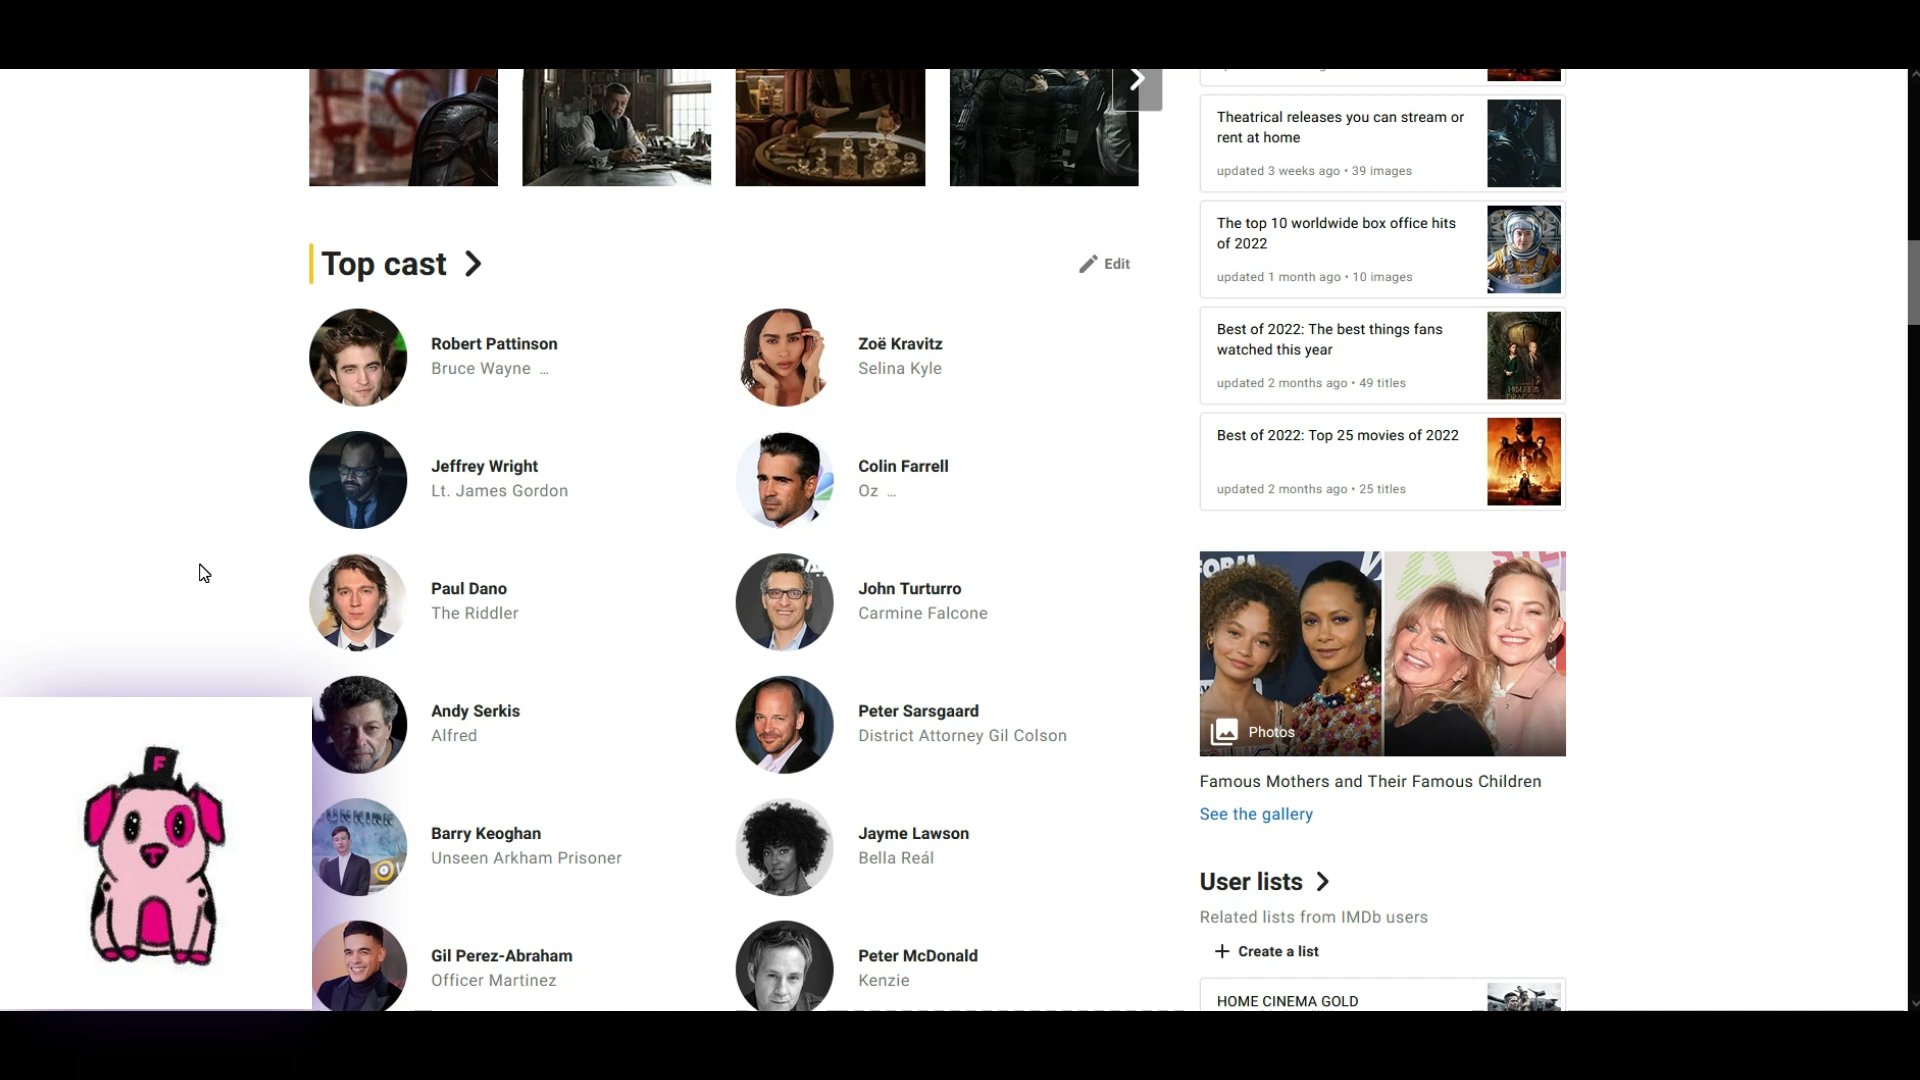 ES
Top cast
Edit
Robert Pattinson
Bruce Wayne ...
Zoë Kravitz
Selina Kyle
Jeffrey Wright
Lt. James Gordon
Colin Farrell
Oz ...
Paul Dano
The Riddler
John Turturro
Carmine Falcone
Andy Serkis
Alfred
Peter Sarsgaard
District Attorney Gil Colson
Barry Keoghan
Unseen Arkham Prisoner
Jayme Lawson
Bella Reál
Gil Perez-Abraham
Officer Martinez
Peter McDonald
Kenzie
F
Theatrical releases you can stream or
rent at home
updated 3 weeks ago • 39 images
The top 10 worldwide box office hits
of 2022
updated 1 month ago • 10 images
Best of 2022: The best things fans
watched this year
updated 2 months ago • 49 titles
Best of 2022: Top 25 movies of 2022
updated 2 months ago • 25 titles
Photos
Famous Mothers and Their Famous Children
See the gallery
User lists
Related lists from IMDb users
+ Create a list
HOME CINEMA GOLD